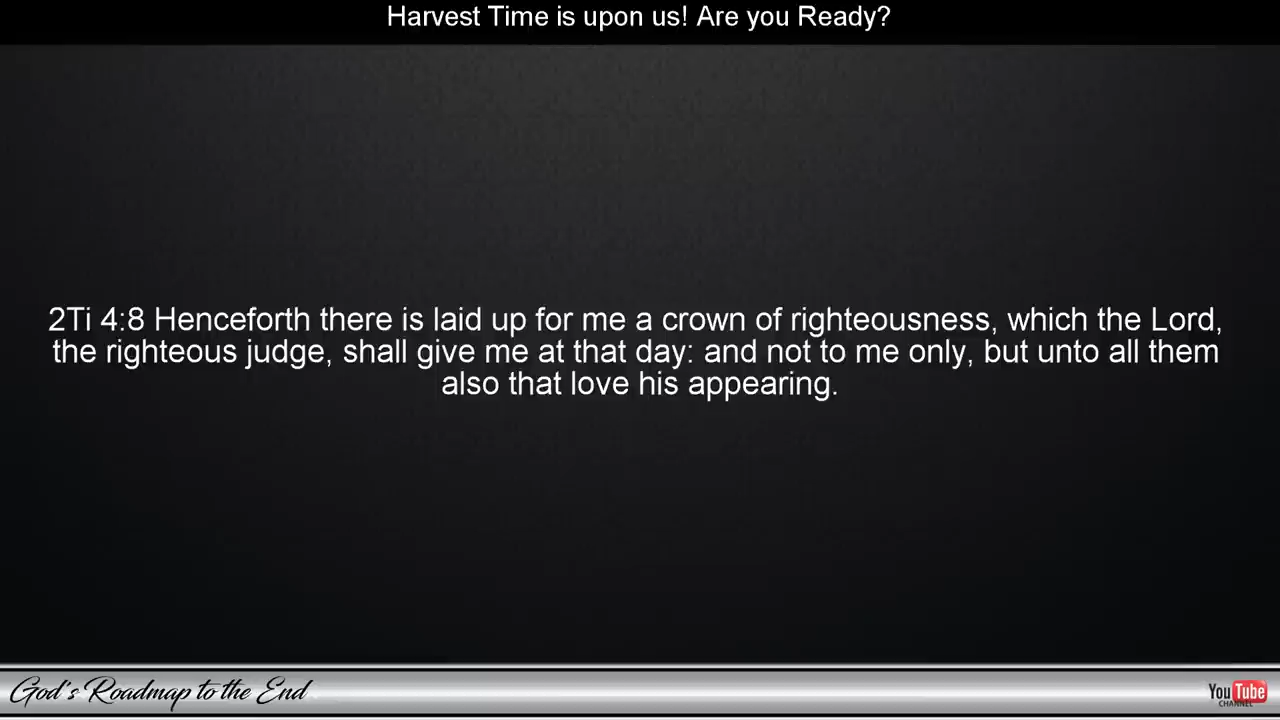 Harvest Time is upon us! Are you Ready?
2Ti 4:8 Henceforth there is laid up for me a crown of righteousness, which the Lord,
the righteous judge, shall give me at that day: and not to me only, but unto all them
also that love his appearing.
God's Roadmap to the End
YouTube
CHANNEL